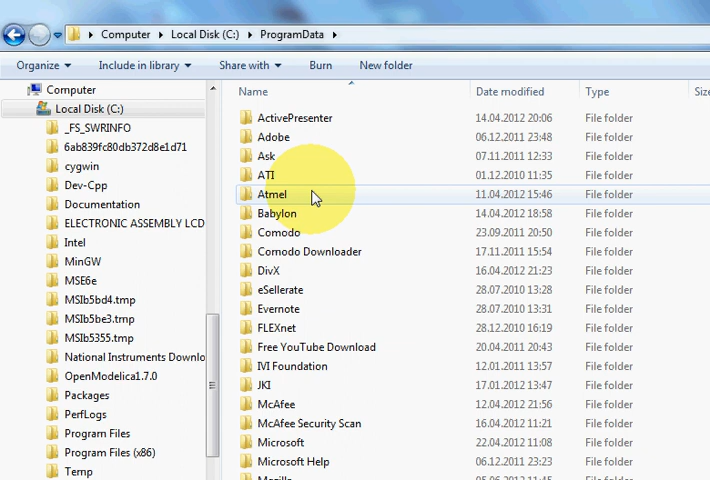 Computer
Local Disk (C:)
ProgramData
Organize
Include in library
Share with
Burn
New folder
Computer
Local Disk (C:)
_FS_SWRINFO
6ab839fc80db372d8e1d71
cygwin
Dev-Cpp
Documentation
ELECTRONIC ASSEMBLY LCD
Intel
MinGW
MSE6e
MSIb5bd4.tmp
MSIb5be3.tmp
MSIb5355.tmp
National Instruments Downlo
OpenModelica1.7.0
Packages
PerfLogs
Program Files
Program Files (x86)
Temp
Name Date modified Type Size
ActivePresenter 14.04.2012 20:06 File folder
Adobe 06.12.2011 23:48 File folder
Ask 07.11.2011 12:33 File folder
ATI 01.12.2010 11:35 File folder
Atmel 11.04.2012 15:46 File folder
Babylon 14.04.2012 18:58 File folder
Comodo 23.09.2011 20:50 File folder
Comodo Downloader 17.11.2011 15:54 File folder
DivX 16.04.2012 21:23 File folder
eSellerate 28.07.2010 13:28 File folder
Evernote 28.07.2010 13:31 File folder
FLEXnet 28.12.2010 16:19 File folder
Free YouTube Download 20.04.2011 20:43 File folder
IVI Foundation 12.01.2011 13:57 File folder
JKI 17.01.2012 13:47 File folder
McAfee 12.04.2012 21:56 File folder
McAfee Security Scan 16.04.2012 11:21 File folder
Microsoft 22.04.2012 11:08 File folder
Microsoft Help 06.12.2011 23:23 File folder